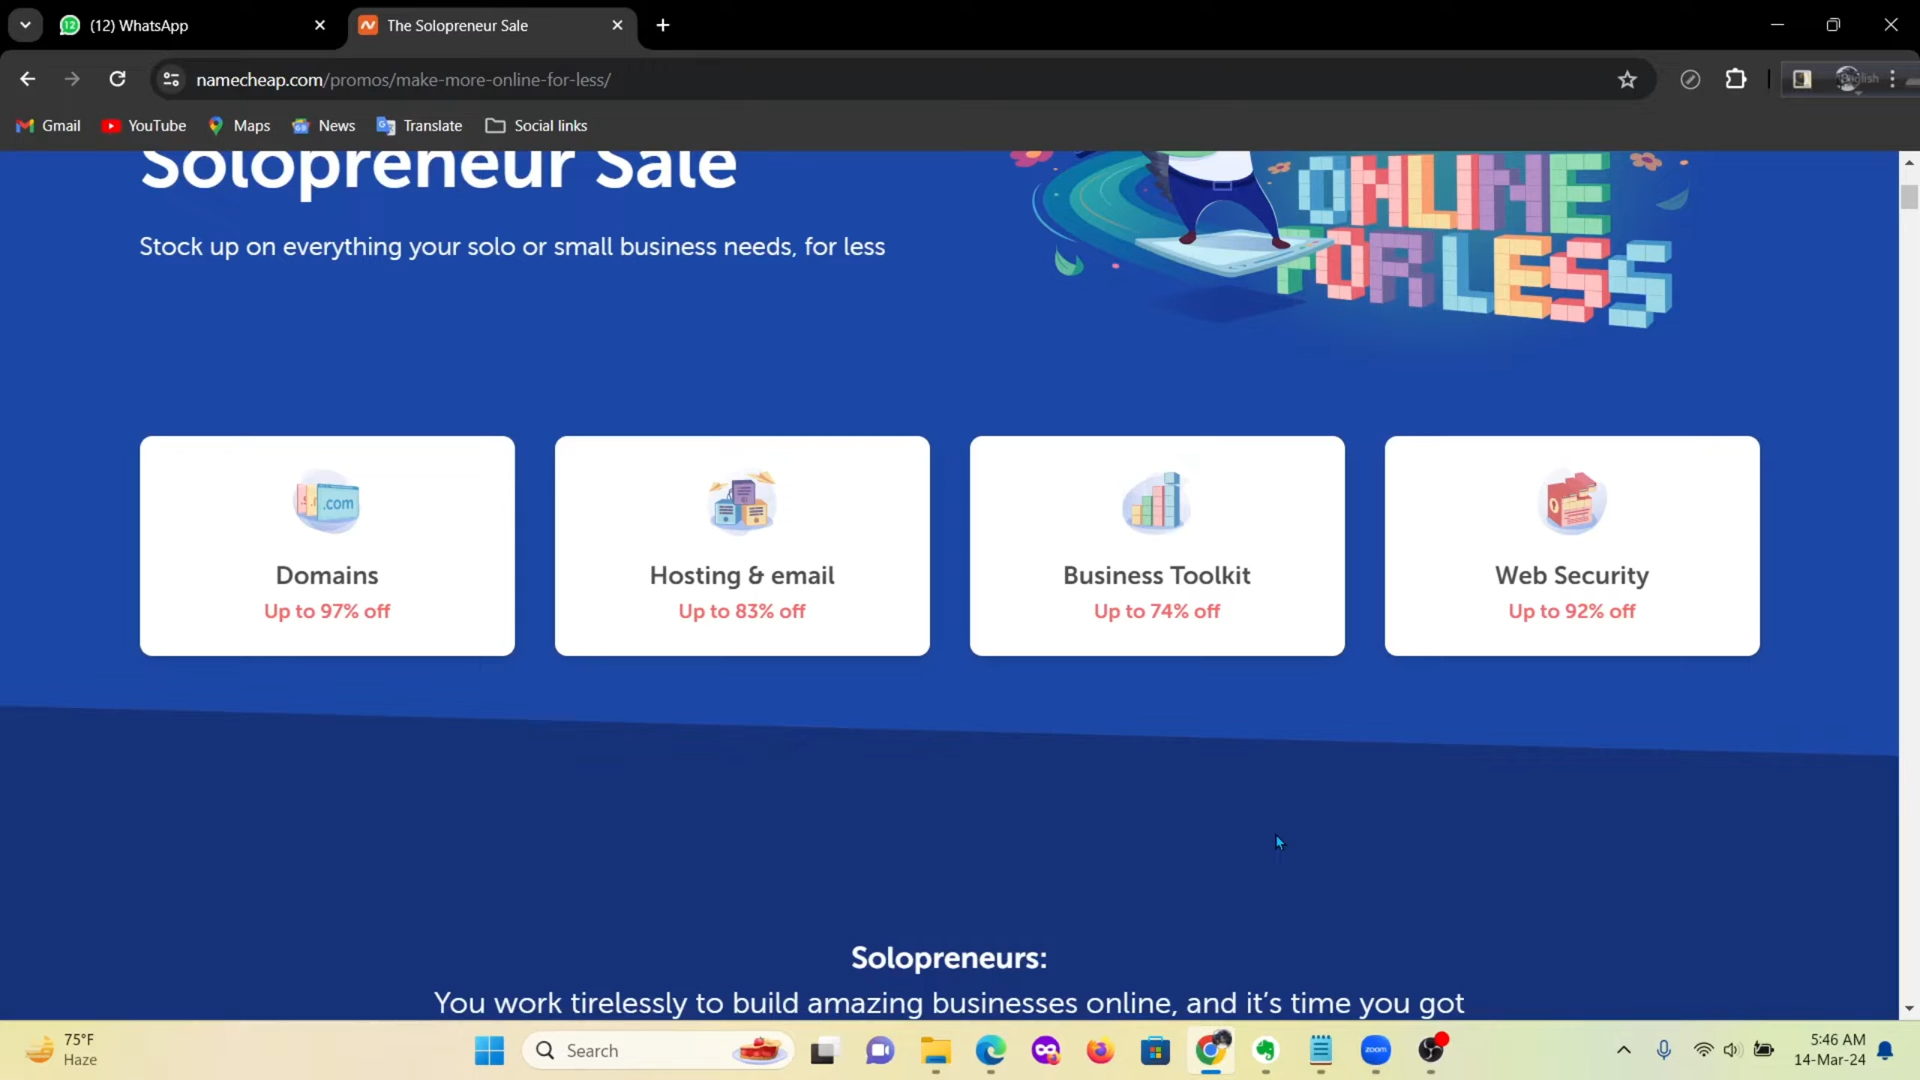 (12) WhatsApp
The Solopreneur Sale
namecheap.com/promos/make-more-online-for-less/
English
Gmail
YouTube
Maps
News
Translate
Social links
Solopreneur Sale
Stock up on everything your solo or small business needs, for less
ONLINE
FOR LESS
.com
Domains
Up to 97% off
Hosting & email
Up to 83% off
Business Toolkit
Up to 74% off
Web Security
Up to 92% off
Solopreneurs:
You work tirelessly to build amazing businesses online, and it's time you got
75°F
Haze
Search
zoom
5:46 AM
14-Mar-24